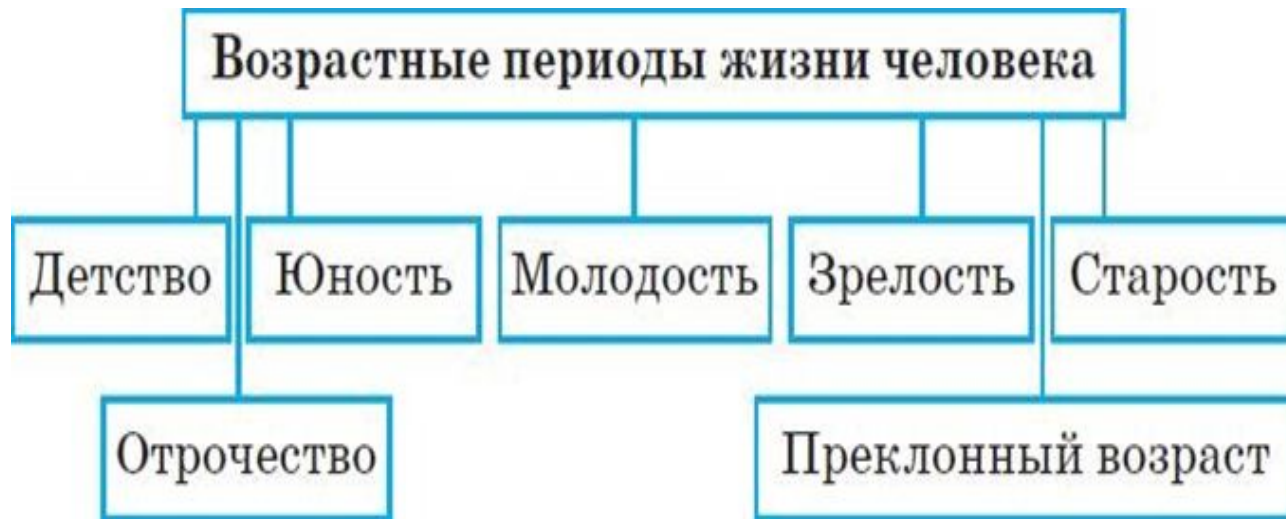 Возрастные периоды жизни человека
Детство
Юность
Молодость
Зрелость
Старость
Отрочество
Преклонный возраст